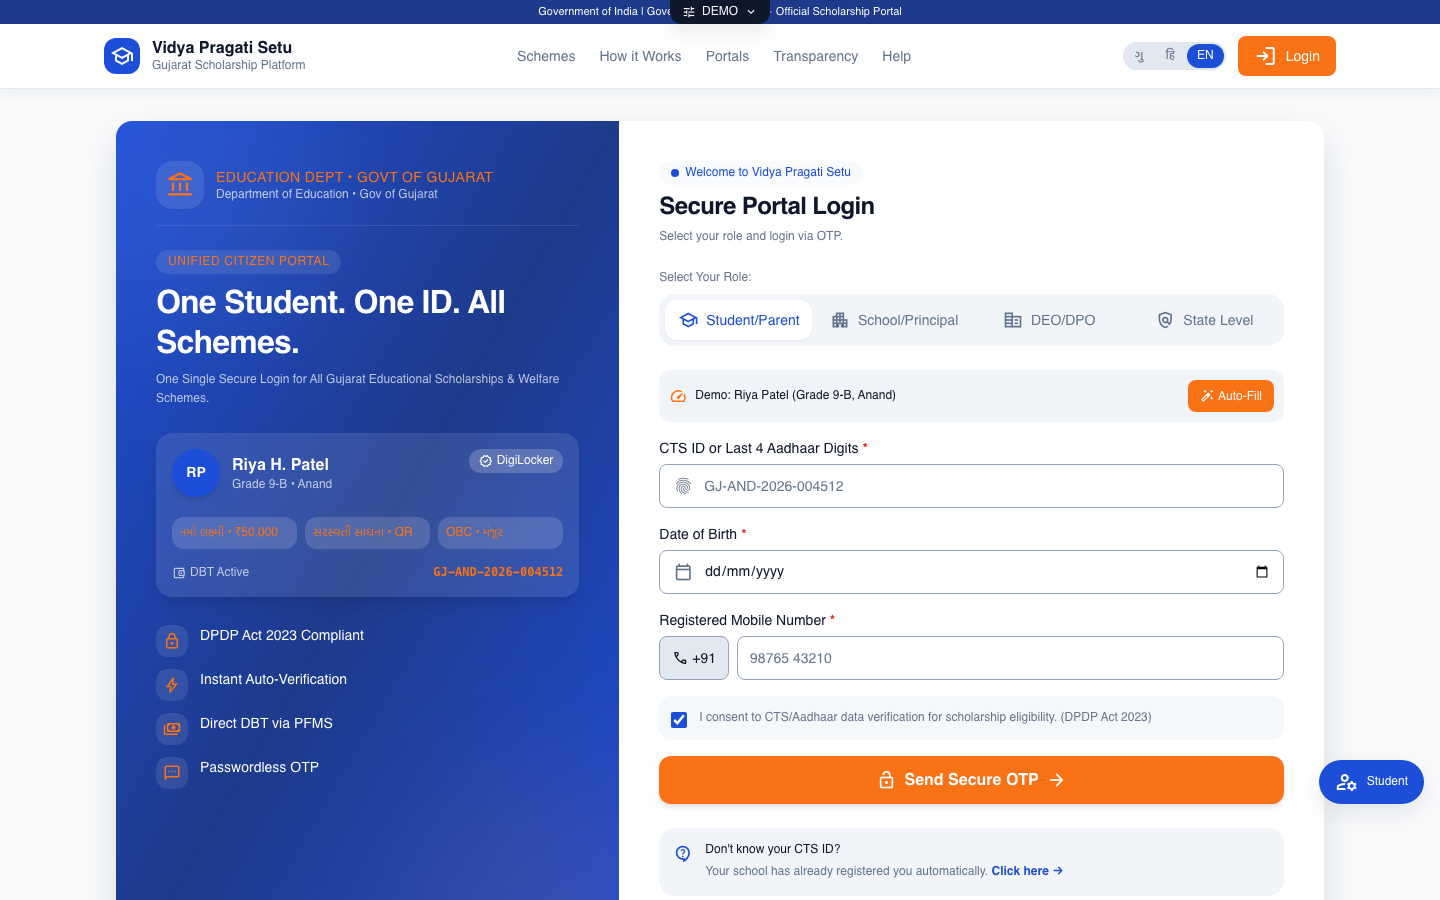 Government of India | Gove
DEMO
· Official Scholarship Portal
Vidya Pragati Setu
Gujarat Scholarship Platform
Schemes
How it Works
Portals
Transparency
Help
ગુ
हि
EN
Login
EDUCATION DEPT • GOVT OF GUJARAT
Department of Education • Gov of Gujarat
UNIFIED CITIZEN PORTAL
One Student. One ID. All
Schemes.
One Single Secure Login for All Gujarat Educational Scholarships & Welfare
Schemes.
RP
Riya H. Patel
Grade 9-B • Anand
DigiLocker
નમો લક્ષ્મી • ₹50,000
સરસ્વતી સાધના • QR
OBC • મંજૂર
DBT Active
GJ-AND-2026-004512
DPDP Act 2023 Compliant
Instant Auto-Verification
Direct DBT via PFMS
Passwordless OTP
Welcome to Vidya Pragati Setu
Secure Portal Login
Select your role and login via OTP.
Select Your Role:
Student/Parent
School/Principal
DEO/DPO
State Level
Demo: Riya Patel (Grade 9-B, Anand)
Auto-Fill
CTS ID or Last 4 Aadhaar Digits *
GJ-AND-2026-004512
Date of Birth *
dd/mm/yyyy
Registered Mobile Number *
+91
98765 43210
I consent to CTS/Aadhaar data verification for scholarship eligibility. (DPDP Act 2023)
Send Secure OTP →
Student
Don't know your CTS ID?
Your school has already registered you automatically. Click here →